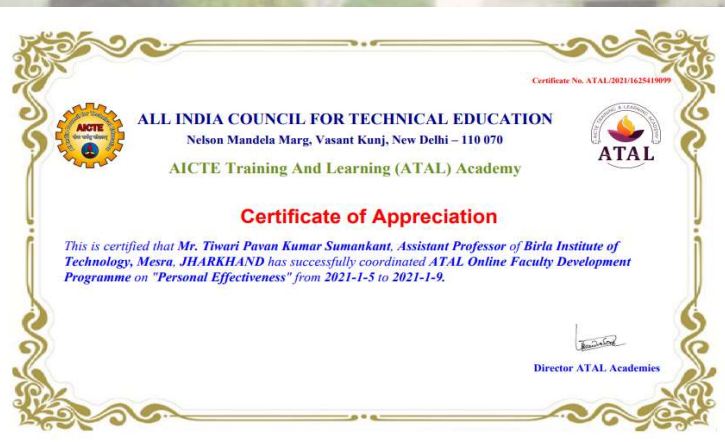 Certificate No. ATAL/2021/1625419099
AICTE
ALL INDIA COUNCIL FOR TECHNICAL EDUCATION
Nelson Mandela Marg, Vasant Kunj, New Delhi – 110 070
AICTE Training And Learning (ATAL) Academy
ATAL
Certificate of Appreciation
This is certified that Mr. Tiwari Pavan Kumar Sumankant, Assistant Professor of Birla Institute of
Technology, Mesra, JHARKHAND has successfully coordinated ATAL Online Faculty Development
Programme on "Personal Effectiveness" from 2021-1-5 to 2021-1-9.
Director ATAL Academies